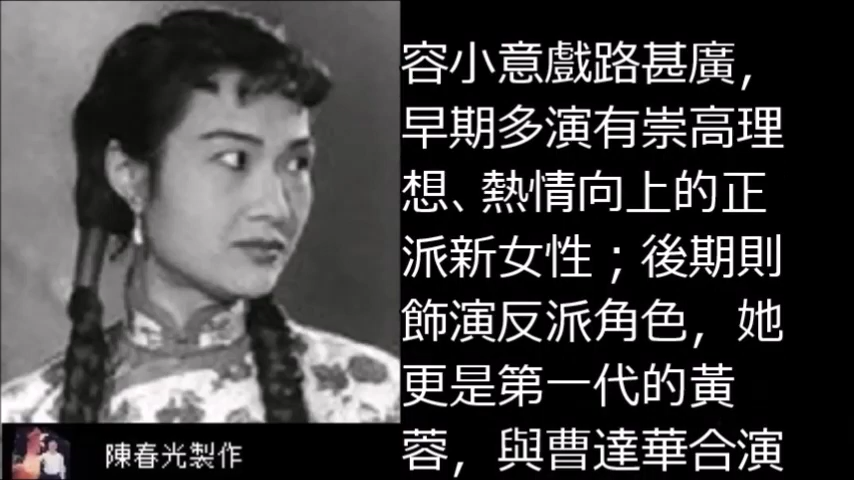 容小意戲路甚廣，
早期多演有崇高理
想、熱情向上的正
派新女性；後期則
飾演反派角色，她
更是第一代的黃
蓉，與曹達華合演
陳春光製作